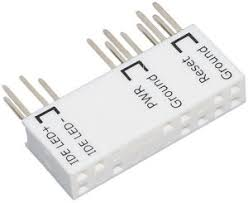 IDE LED+
IDE LED-
PWR
Ground
Reset
Ground